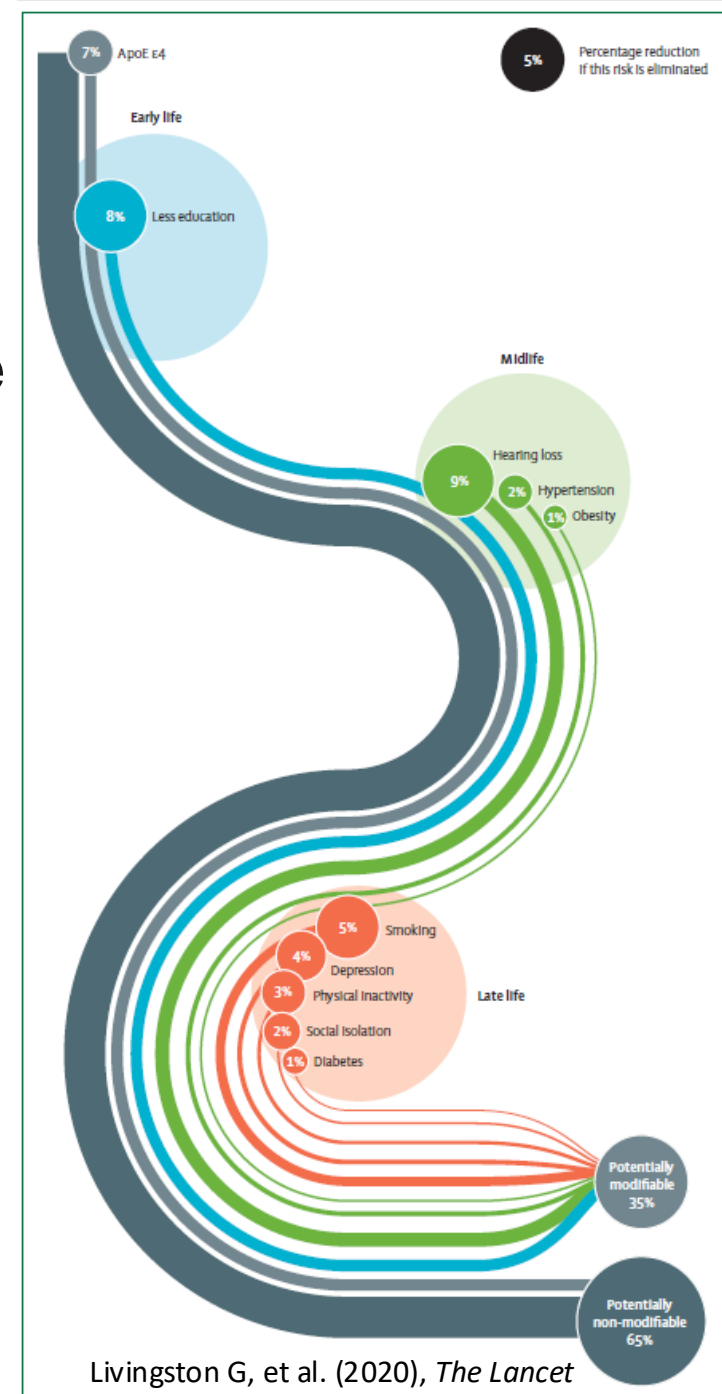 7% ApoE ε4
5% Percentage reduction
if this risk is eliminated
Early life
8% Less education
e
Midlife
Hearing loss
9%
2% Hypertension
1% Obesity
5% Smoking
4%
Depression
3% Physical inactivity
Late life
2% Social isolation
1% Diabetes
Potentially
modifiable
35%
Potentially
non-modifiable
65%
Livingston G, et al. (2020), The Lancet